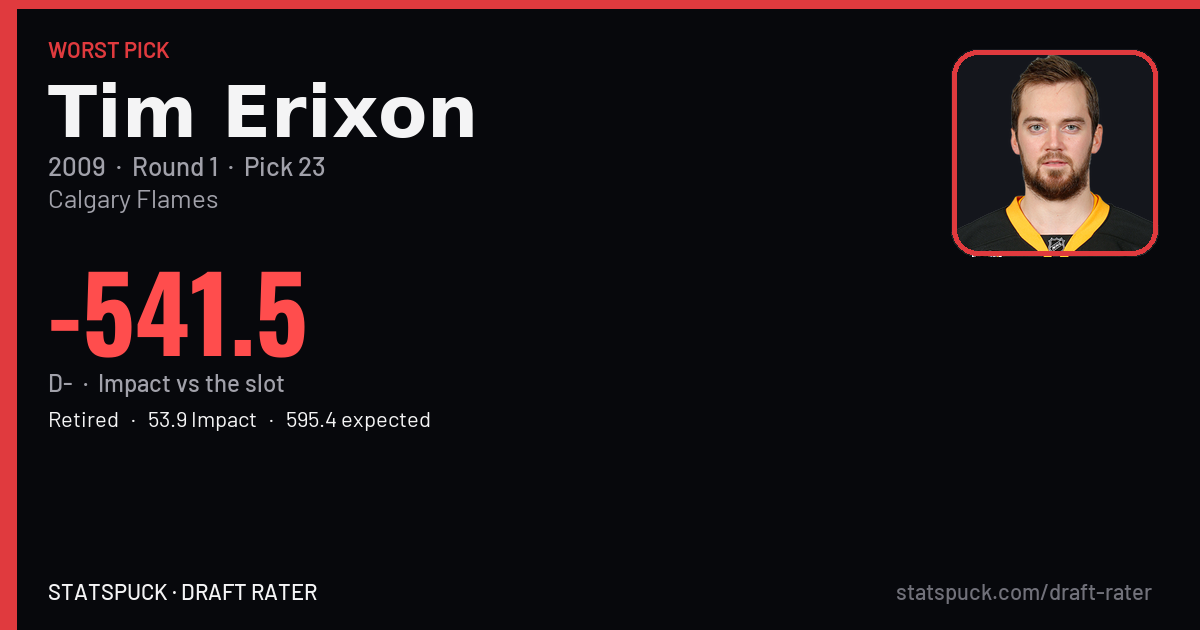 WORST PICK
Tim Erixon
2009 · Round 1 · Pick 23
Calgary Flames
-541.5
D- · Impact vs the slot
Retired · 53.9 Impact · 595.4 expected
STATSPUCK · DRAFT RATER
statspuck.com/draft-rater